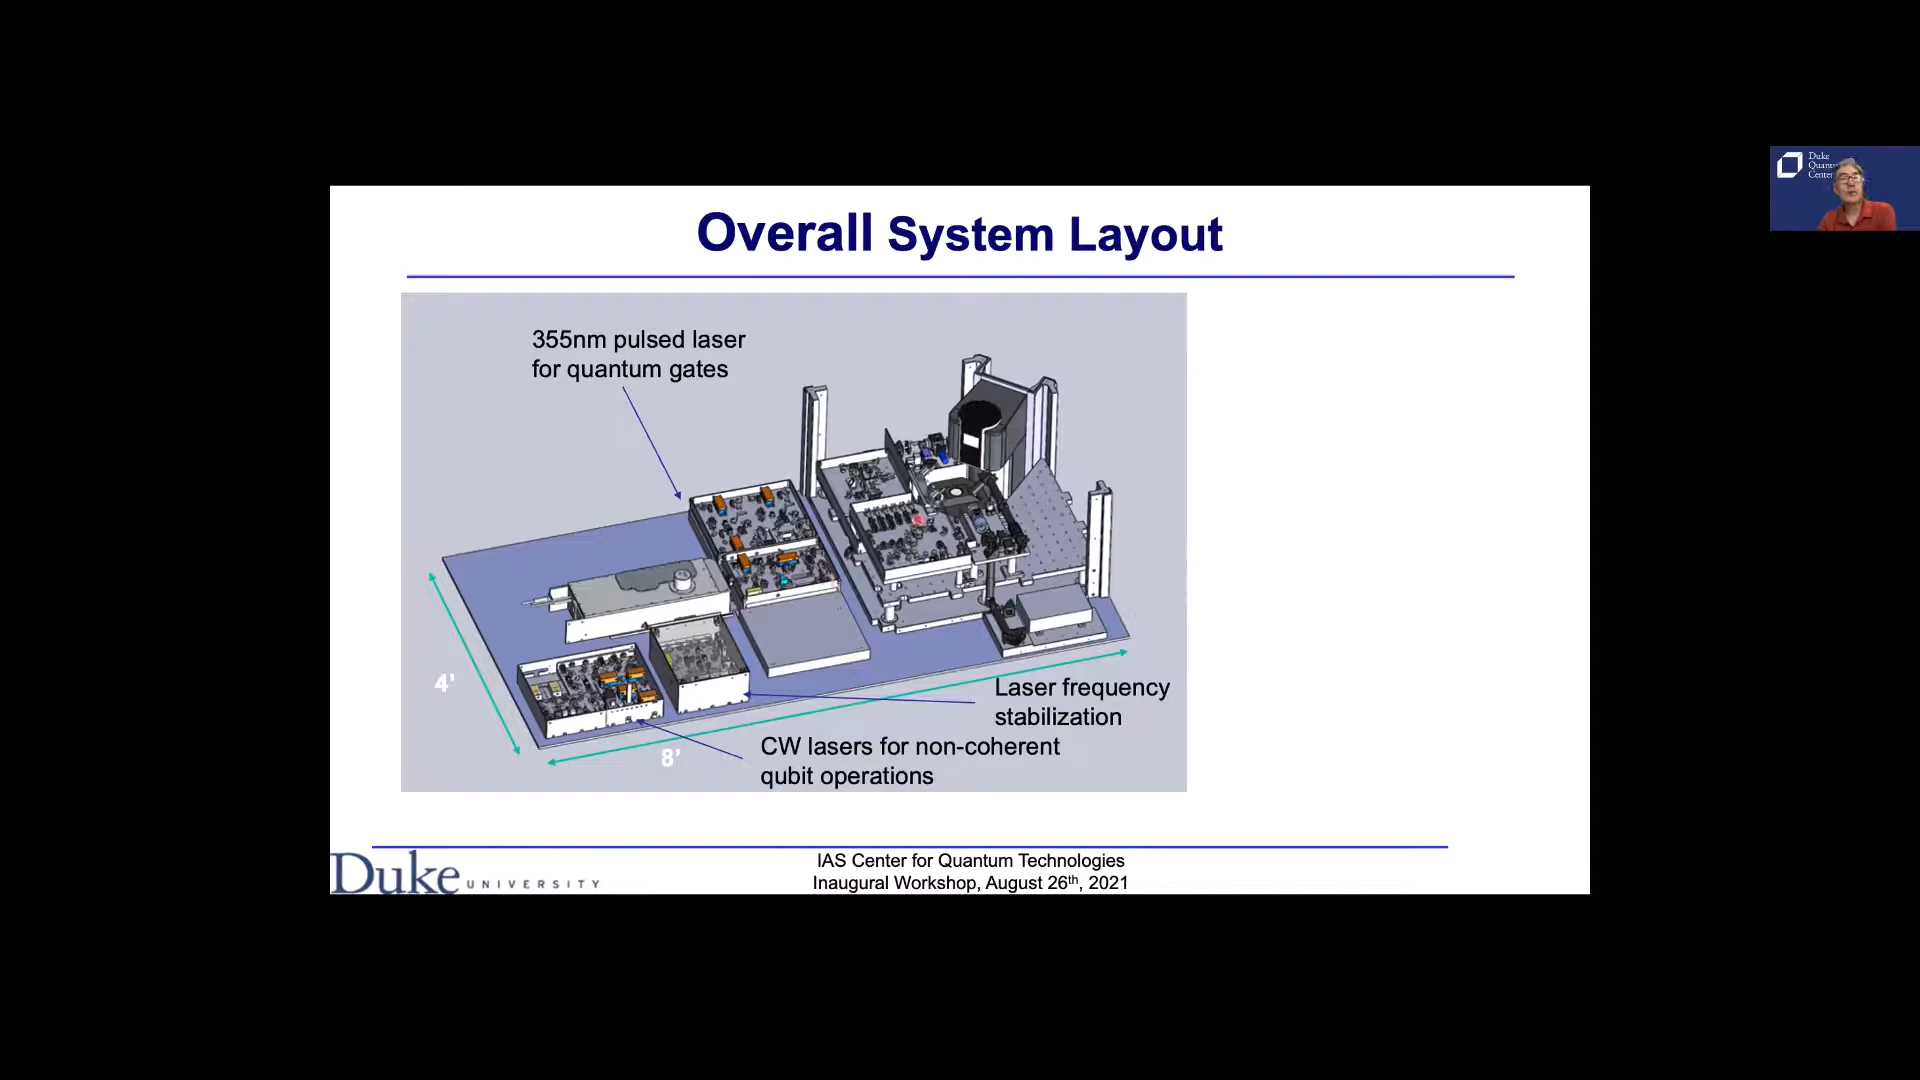 Overall System Layout
355nm pulsed laser
for quantum gates
4’
8’
Laser frequency
stabilization
CW lasers for non-coherent
qubit operations
Duke UNIVERSITY
IAS Center for Quantum Technologies
Inaugural Workshop, August 26th, 2021
Duke
Center